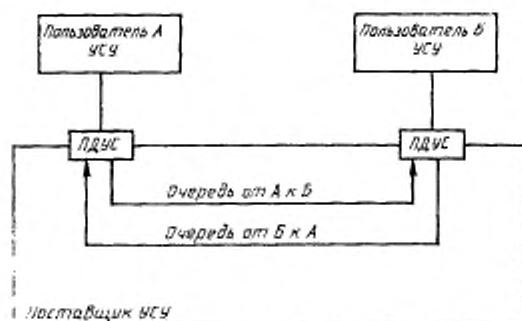 Пользователь А
УСУ
Пользователь Б
УСУ
ПДУС
ПДУС
Очередь от А к Б
Очередь от Б к А
Поставщик УСУ